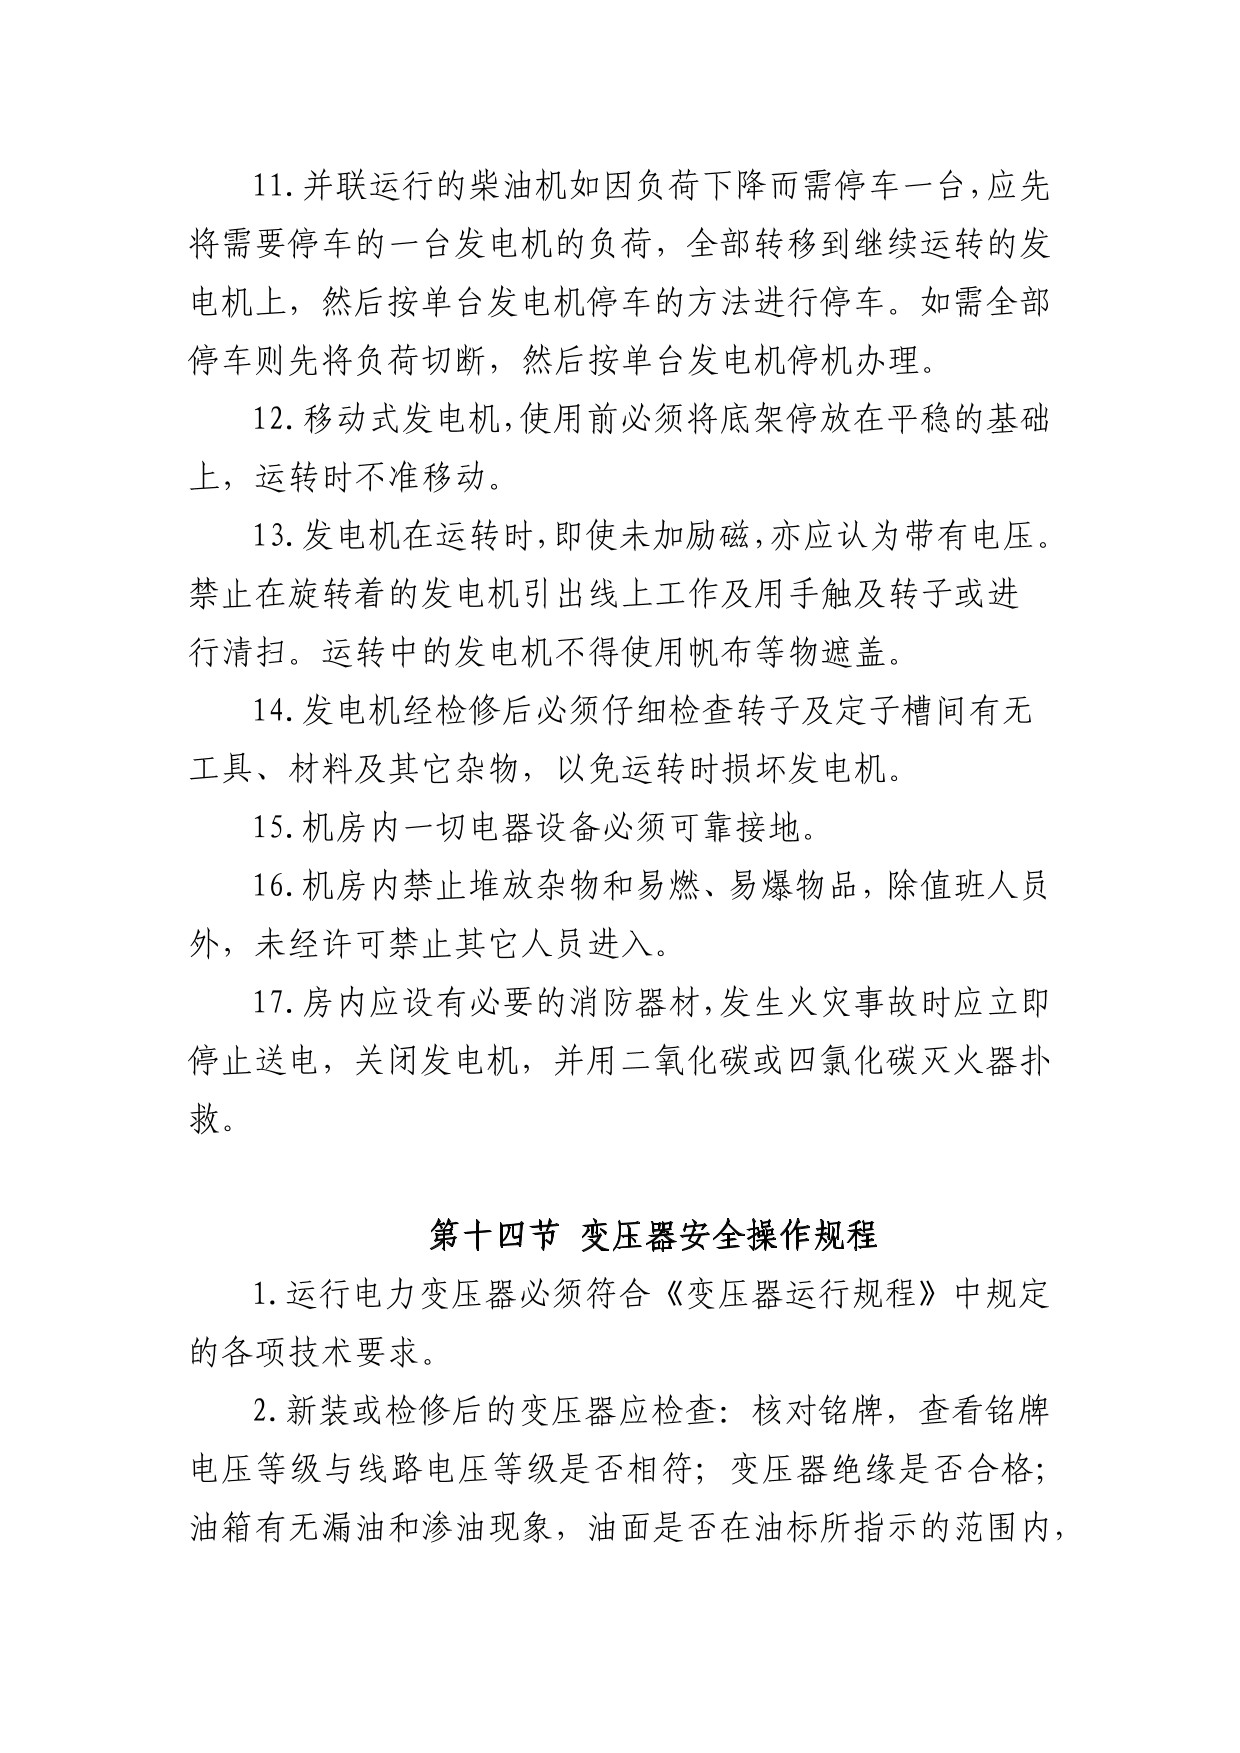 11.并联运行的柴油机如因负荷下降而需停车一台,应先
将需要停车的一台发电机的负荷，全部转移到继续运转的发
电机上，然后按单台发电机停车的方法进行停车。如需全部
停车则先将负荷切断，然后按单台发电机停机办理。
12.移动式发电机,使用前必须将底架停放在平稳的基础
上，运转时不准移动。
13.发电机在运转时,即使未加励磁,亦应认为带有电压。
禁止在旋转着的发电机引出线上工作及用手触及转子或进
行清扫。运转中的发电机不得使用帆布等物遮盖。
14.发电机经检修后必须仔细检查转子及定子槽间有无
工具、材料及其它杂物，以免运转时损坏发电机。
15.机房内一切电器设备必须可靠接地。
16.机房内禁止堆放杂物和易燃、易爆物品，除值班人员
外，未经许可禁止其它人员进入。
17.房内应设有必要的消防器材,发生火灾事故时应立即
停止送电，关闭发电机，并用二氧化碳或四氯化碳灭火器扑
救。
第十四节 变压器安全操作规程
1.运行电力变压器必须符合《变压器运行规程》中规定
的各项技术要求。
2.新装或检修后的变压器应检查：核对铭牌，查看铭牌
电压等级与线路电压等级是否相符；变压器绝缘是否合格；
油箱有无漏油和渗油现象，油面是否在油标所指示的范围内，